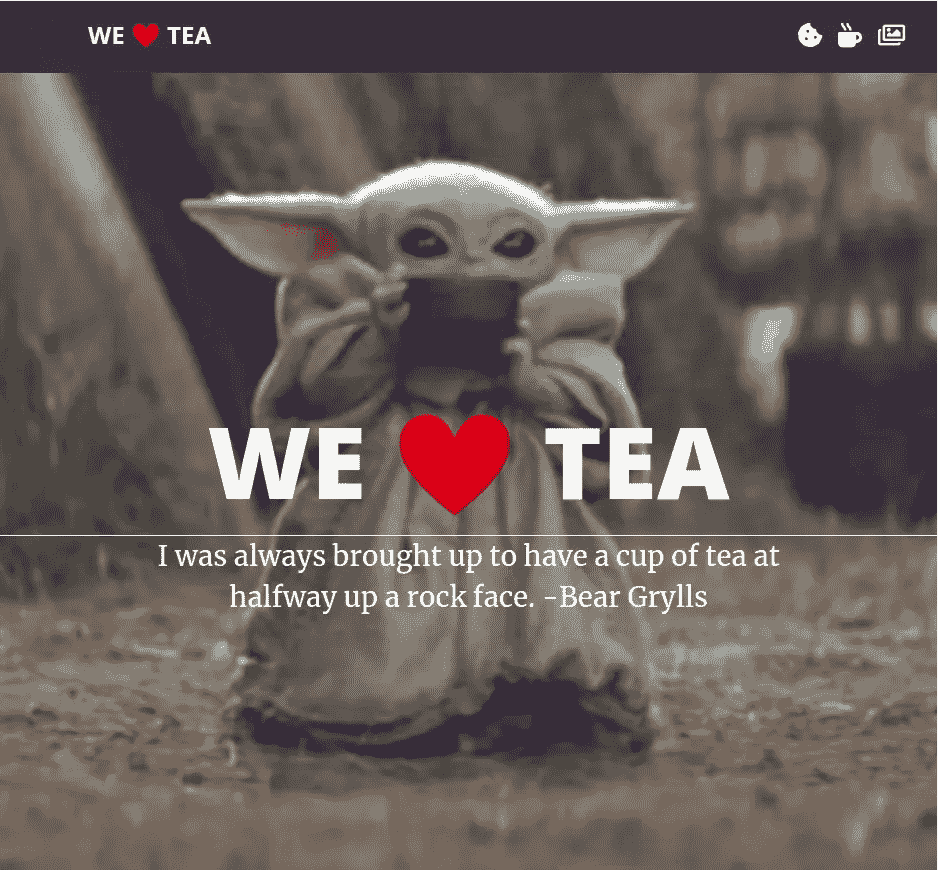 WE ❤ TEA
WE ❤ TEA
I was always brought up to have a cup of tea at
halfway up a rock face. -Bear Grylls